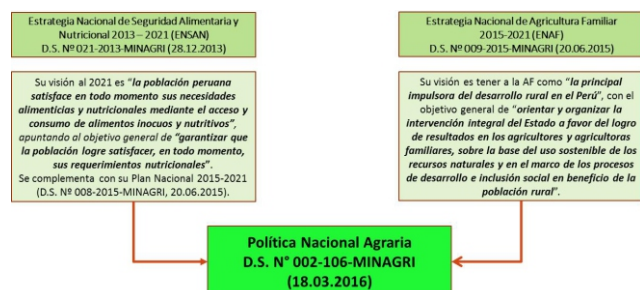 Estrategia Nacional de Seguridad Alimentaria y
Nutricional 2013 – 2021 (ENSAN)
D.S. Nº 021-2013-MINAGRI (28.12.2013)
Su visión al 2021 es "la población peruana
satisface en todo momento sus necesidades
alimenticias y nutricionales mediante el acceso y
consumo de alimentos inocuos y nutritivos",
apuntando al objetivo general de "garantizar que
la población logre satisfacer, en todo momento,
sus requerimientos nutricionales".
Se complementa con su Plan Nacional 2015-2021
(D.S. Nº 008-2015-MINAGRI, 20.06.2015).
Estrategia Nacional de Agricultura Familiar
2015-2021 (ENAF)
D.S. Nº 009-2015-MINAGRI (20.06.2015)
Su visión es tener a la AF como "la principal
impulsora del desarrollo rural en el Perú", con el
objetivo general de "orientar y organizar la
intervención integral del Estado a favor del logro
de resultados en los agricultores y agricultoras
familiares, sobre la base del uso sostenible de los
recursos naturales y en el marco de los procesos
de desarrollo e inclusión social en beneficio de la
población rural".
Política Nacional Agraria
D.S. N° 002-106-MINAGRI
(18.03.2016)